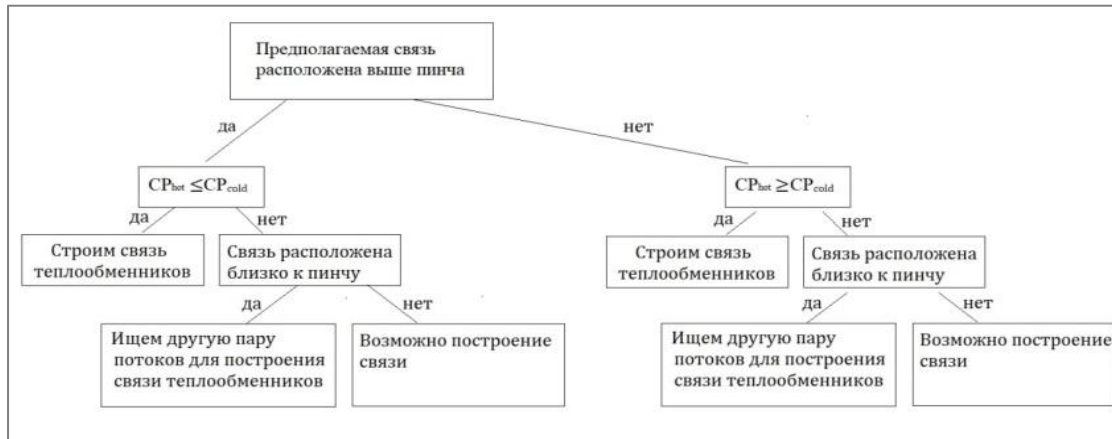 Предполагаемая связь
расположена выше пинча
да
нет
CPhot ≤CPcold
CPhot ≥CPcold
да
нет
да
нет
Строим связь
теплообменников
Связь расположена
близко к пинчу
Строим связь
теплообменников
Связь расположена
близко к пинчу
да
нет
да
нет
Ищем другую пару
потоков для построения
связи теплообменников
Возможно построение
связи
Ищем другую пару
потоков для построения
связи теплообменников
Возможно построение
связи